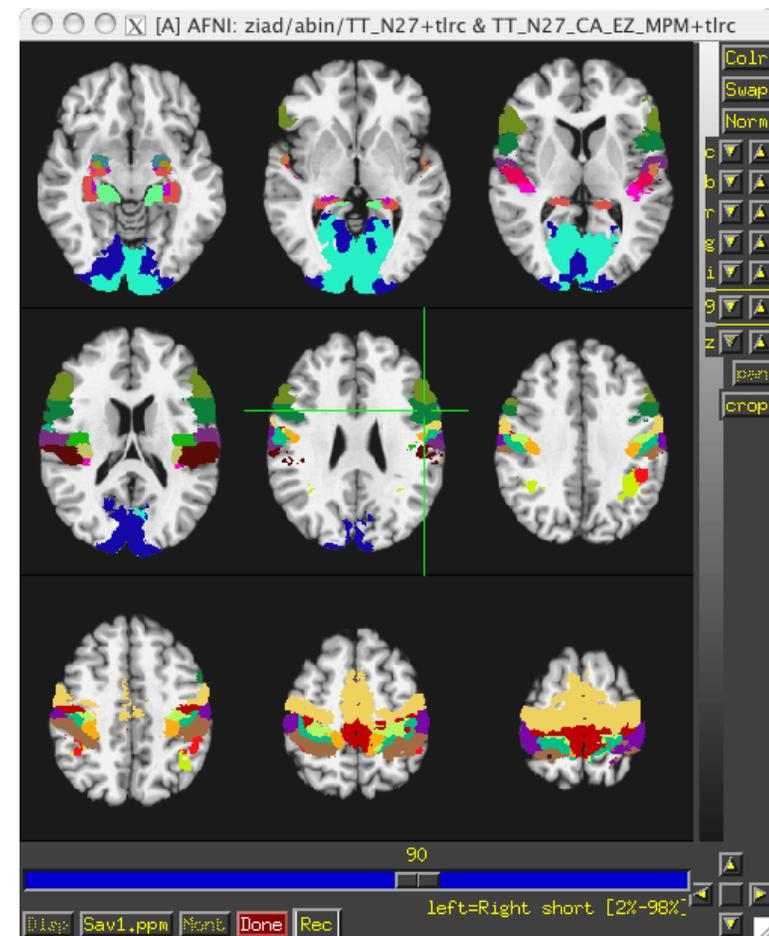 X [A] AFNI: ziad/abin/TT_N27+tlrc & TT_N27_CA_EZ_MPM+tlrc
Colr
Swap
Norm
c
b
r
g
i
9
z
pan
crop
90
left=Right short [2%-98%]
Disp Sav1.ppm Mont Done Rec